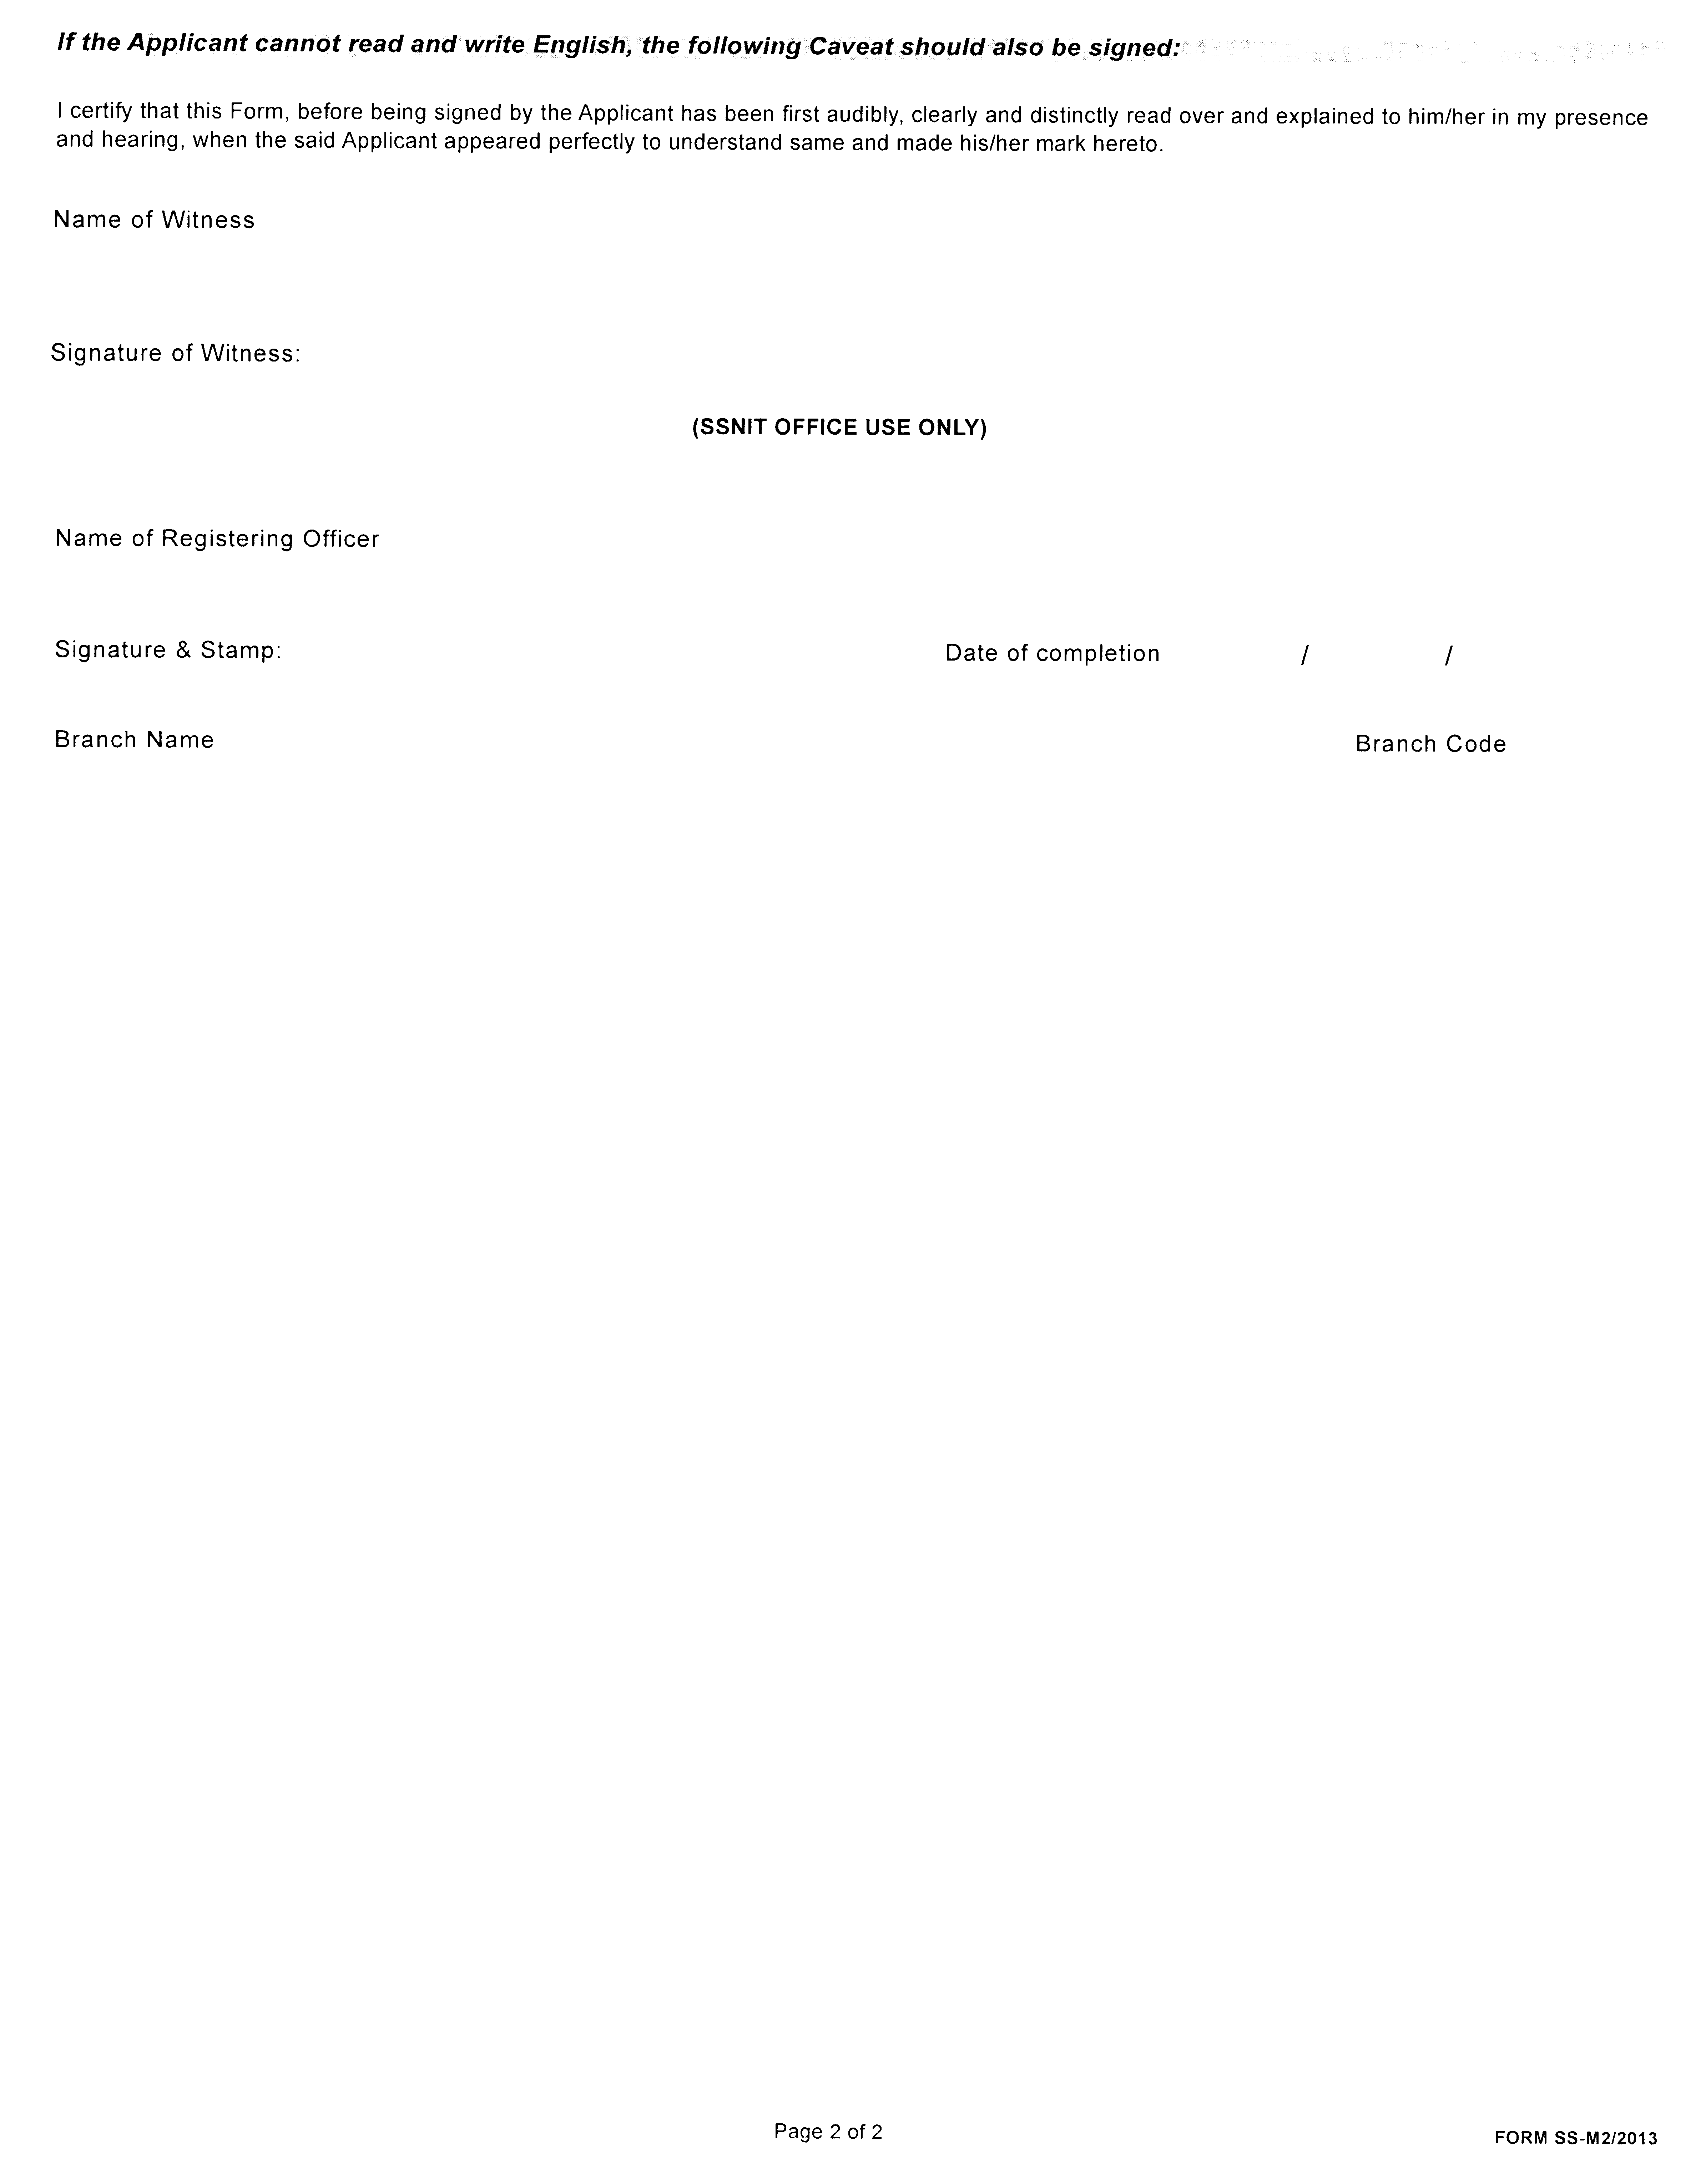 If the Applicant cannot read and write English, the following Caveat should also be signed:
I certify that this Form, before being signed by the Applicant has been first audibly, clearly and distinctly read over and explained to him/her in my presence
and hearing, when the said Applicant appeared perfectly to understand same and made his/her mark hereto.
Name of Witness
Signature of Witness:
(SSNIT OFFICE USE ONLY)
Name of Registering Officer
Signature & Stamp: Date of completion / /
Branch Name Branch Code
Page 2 of 2 FORM SS-M2/2013